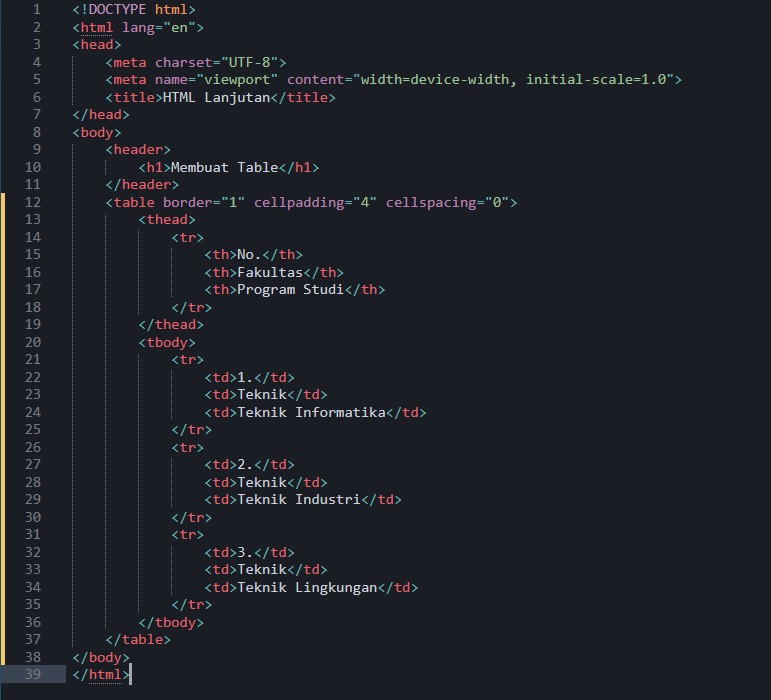 1 <!DOCTYPE html>
2 <html lang="en">
3 <head>
4     <meta charset="UTF-8">
5     <meta name="viewport" content="width=device-width, initial-scale=1.0">
6     <title>HTML Lanjutan</title>
7 </head>
8 <body>
9     <header>
10         <h1>Membuat Table</h1>
11     </header>
12     <table border="1" cellpadding="4" cellspacing="0">
13         <thead>
14             <tr>
15                 <th>No.</th>
16                 <th>Fakultas</th>
17                 <th>Program Studi</th>
18             </tr>
19         </thead>
20         <tbody>
21             <tr>
22                 <td>1.</td>
23                 <td>Teknik</td>
24                 <td>Teknik Informatika</td>
25             </tr>
26             <tr>
27                 <td>2.</td>
28                 <td>Teknik</td>
29                 <td>Teknik Industri</td>
30             </tr>
31             <tr>
32                 <td>3.</td>
33                 <td>Teknik</td>
34                 <td>Teknik Lingkungan</td>
35             </tr>
36         </tbody>
37     </table>
38 </body>
39 </html>